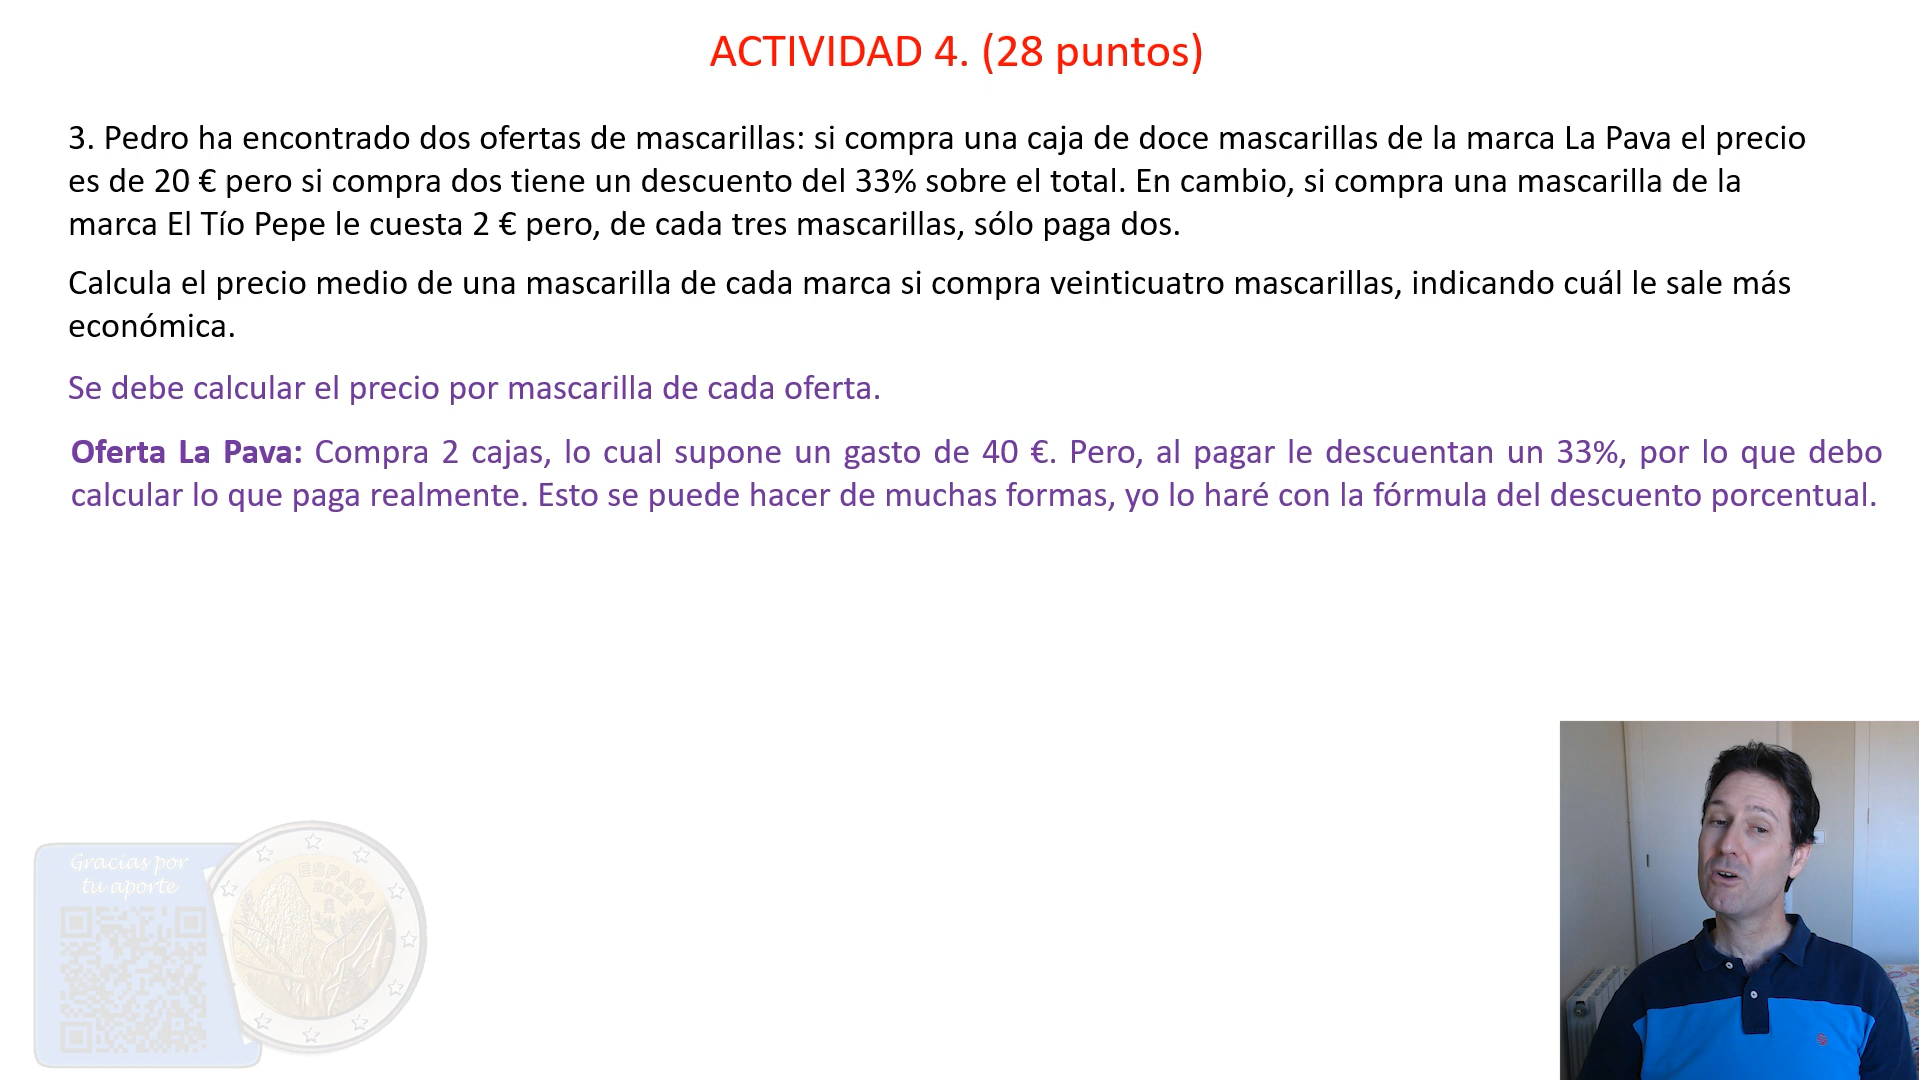 ACTIVIDAD 4. (28 puntos)
3. Pedro ha encontrado dos ofertas de mascarillas: si compra una caja de doce mascarillas de la marca La Pava el precio
es de 20 € pero si compra dos tiene un descuento del 33% sobre el total. En cambio, si compra una mascarilla de la
marca El Tío Pepe le cuesta 2 € pero, de cada tres mascarillas, sólo paga dos.
Calcula el precio medio de una mascarilla de cada marca si compra veinticuatro mascarillas, indicando cuál le sale más
económica.
Se debe calcular el precio por mascarilla de cada oferta.
Oferta La Pava: Compra 2 cajas, lo cual supone un gasto de 40 €. Pero, al pagar le descuentan un 33%, por lo que debo
calcular lo que paga realmente. Esto se puede hacer de muchas formas, yo lo haré con la fórmula del descuento porcentual.
Gracias por
tu aporte
ESPAÑA